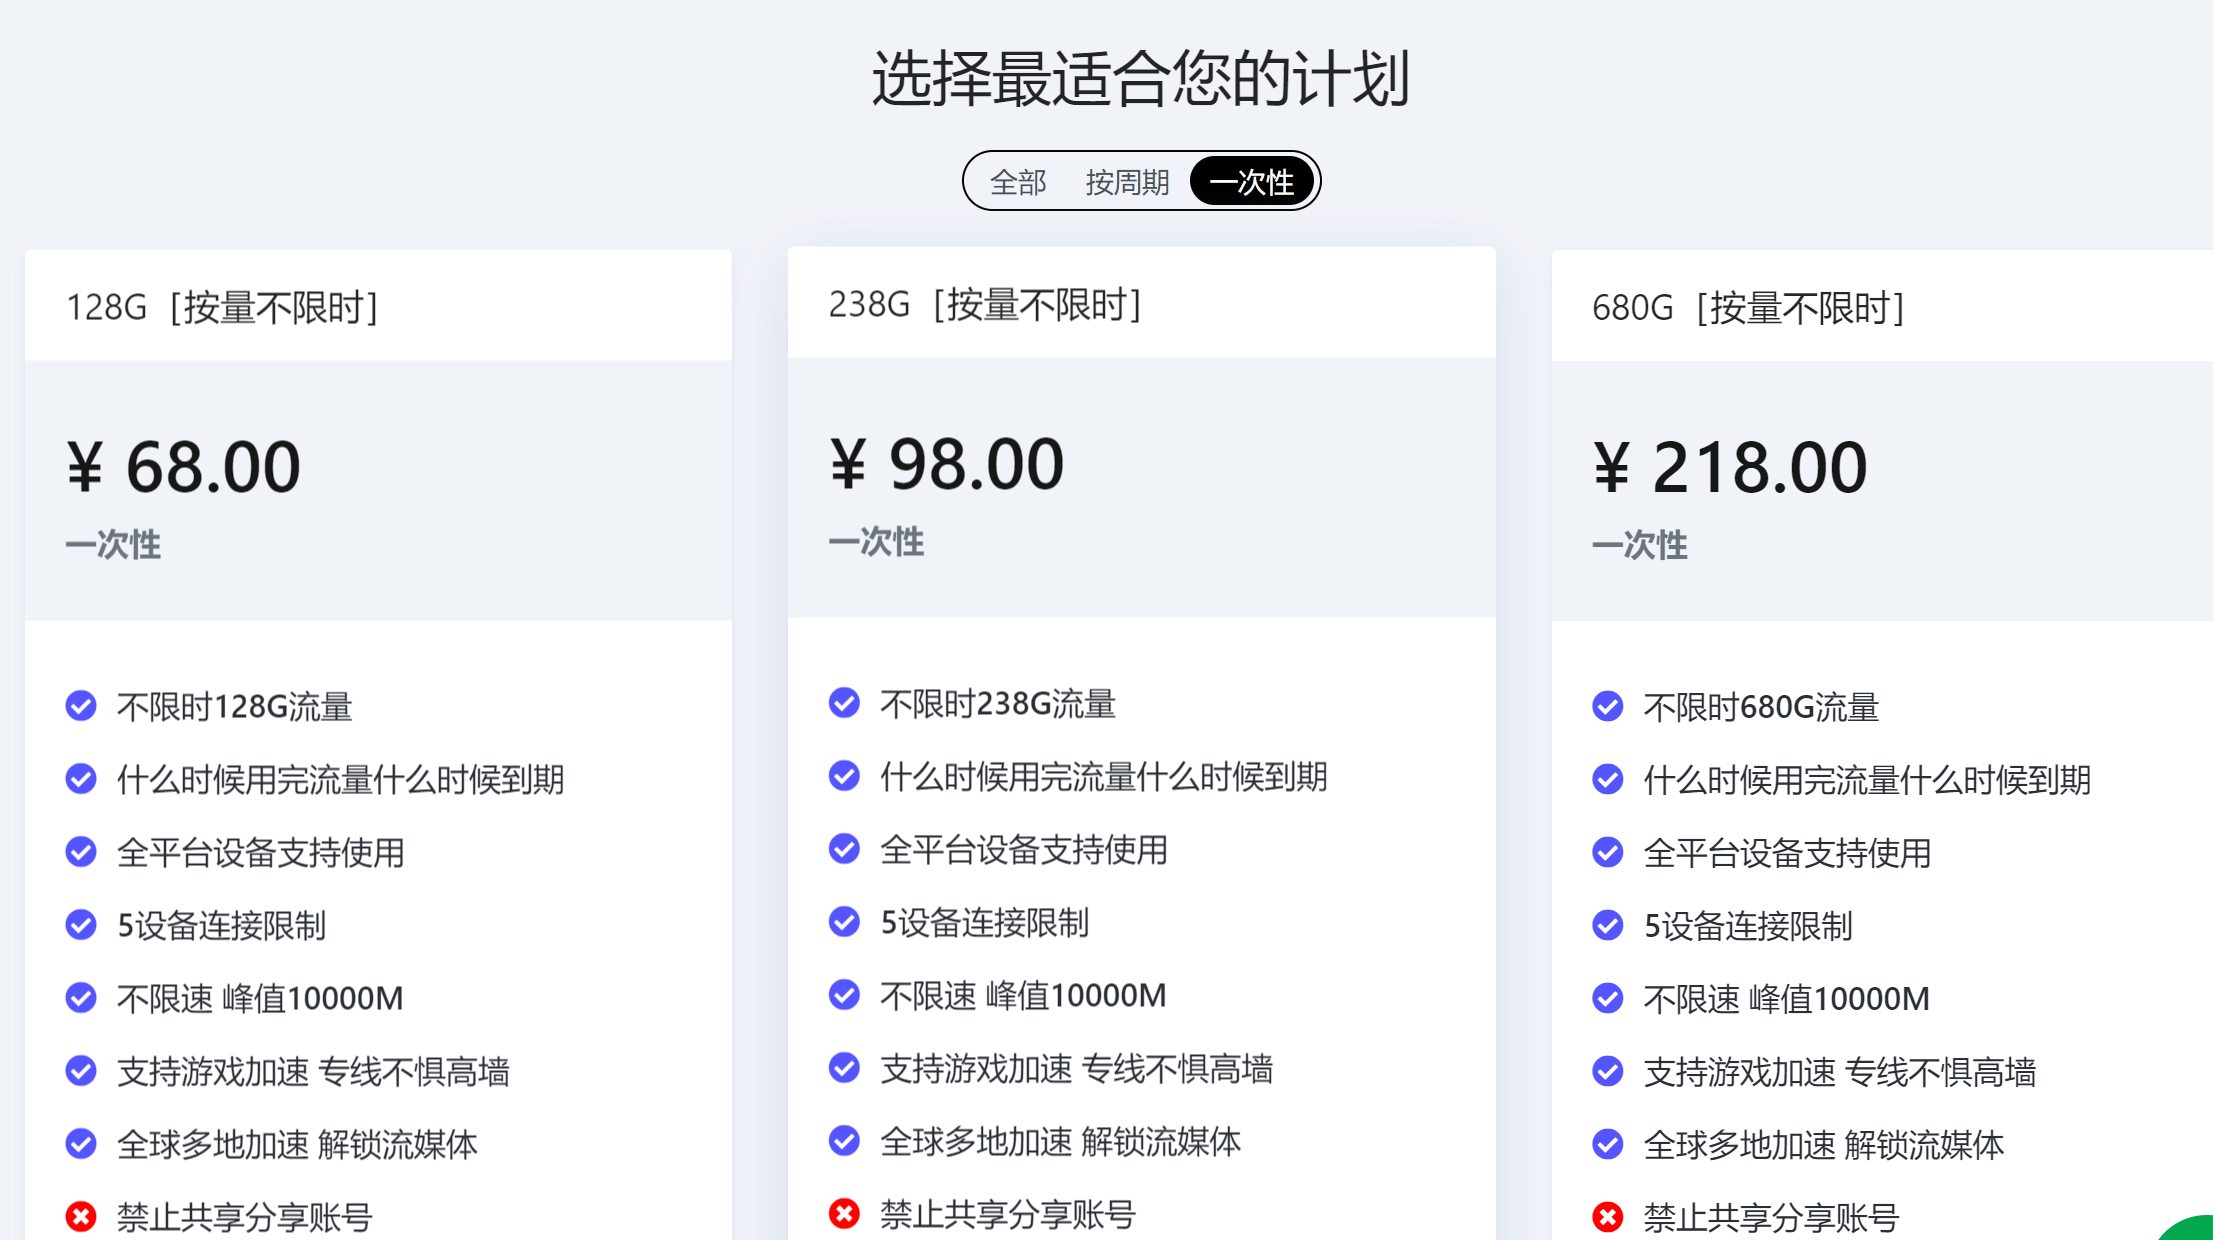 选择最适合您的计划
全部 按周期 一次性
128G [按量不限时]
¥ 68.00
一次性
不限时128G流量
什么时候用完流量什么时候到期
全平台设备支持使用
5设备连接限制
不限速 峰值10000M
支持游戏加速 专线不惧高墙
全球多地加速 解锁流媒体
禁止共享分享账号
238G [按量不限时]
¥ 98.00
一次性
不限时238G流量
什么时候用完流量什么时候到期
全平台设备支持使用
5设备连接限制
不限速 峰值10000M
支持游戏加速 专线不惧高墙
全球多地加速 解锁流媒体
禁止共享分享账号
680G [按量不限时]
¥ 218.00
一次性
不限时680G流量
什么时候用完流量什么时候到期
全平台设备支持使用
5设备连接限制
不限速 峰值10000M
支持游戏加速 专线不惧高墙
全球多地加速 解锁流媒体
禁止共享分享账号